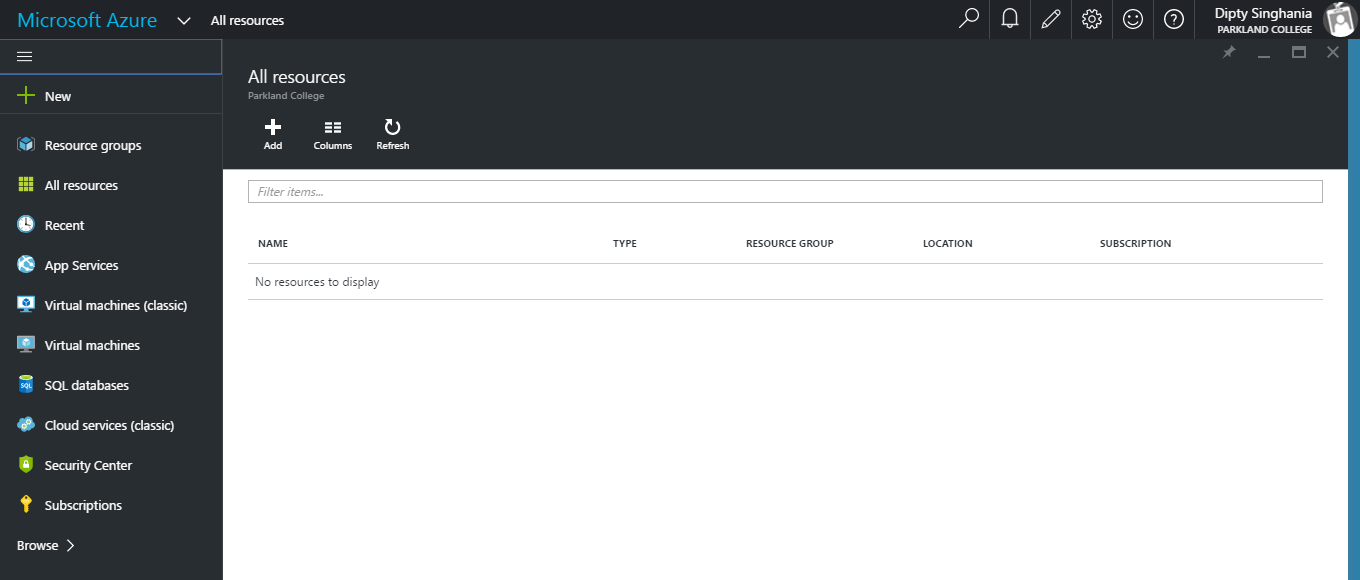 Microsoft Azure All resources
Dipty Singhania
PARKLAND COLLEGE
New
Resource groups
All resources
Recent
App Services
Virtual machines (classic)
Virtual machines
SQL databases
Cloud services (classic)
Security Center
Subscriptions
Browse
All resources
Parkland College
Add Columns Refresh
Filter items...
NAME TYPE RESOURCE GROUP LOCATION SUBSCRIPTION
No resources to display